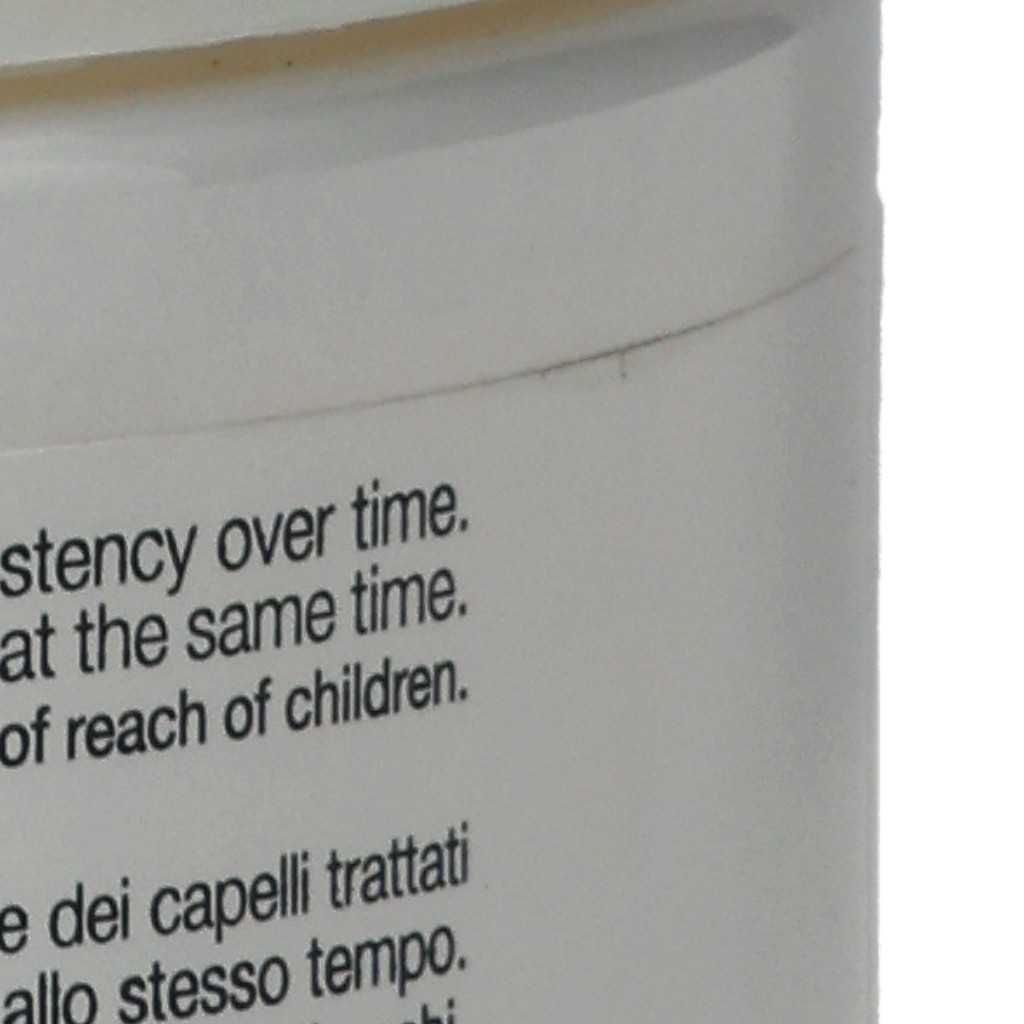 stency over time.
at the same time.
of reach of children.
e dei capelli trattati
allo stesso tempo.